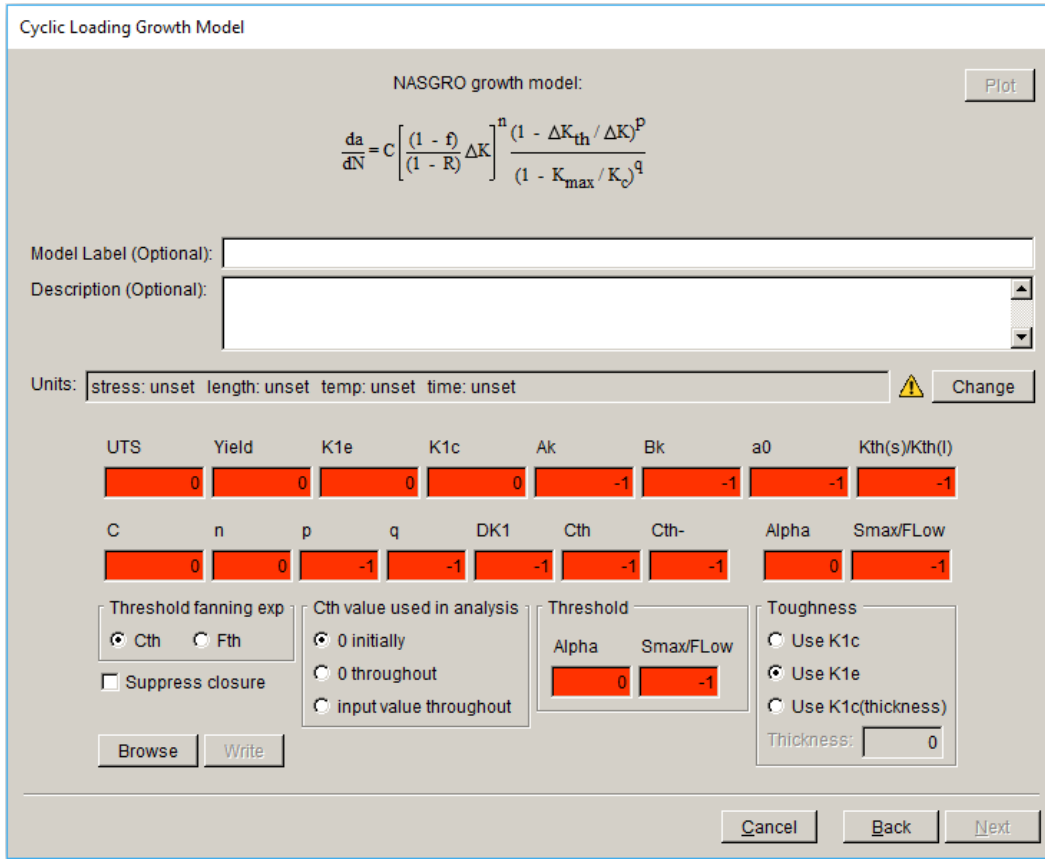 Cyclic Loading Growth Model
NASGRO growth model:
Plot
da/dN = C[(1 - f)/(1 - R) ΔK]^n (1 - ΔK_th / ΔK)^p / (1 - K_max / K_c)^q
Model Label (Optional):
Description (Optional):
Units: stress: unset length: unset temp: unset time: unset Change
UTS Yield K1e K1c Ak Bk a0 Kth(s)/Kth(l)
0 0 0 0 -1 -1 -1 -1
C n p q DK1 Cth Cth- Alpha Smax/FLow
0 0 -1 -1 -1 -1 -1 0 -1
Threshold fanning exp
Cth Fth
Suppress closure
Cth value used in analysis
0 initially
0 throughout
input value throughout
Threshold
Alpha Smax/FLow
0 -1
Toughness
Use K1c
Use K1e
Use K1c(thickness)
Thickness: 0
Browse Write
Cancel Back Next